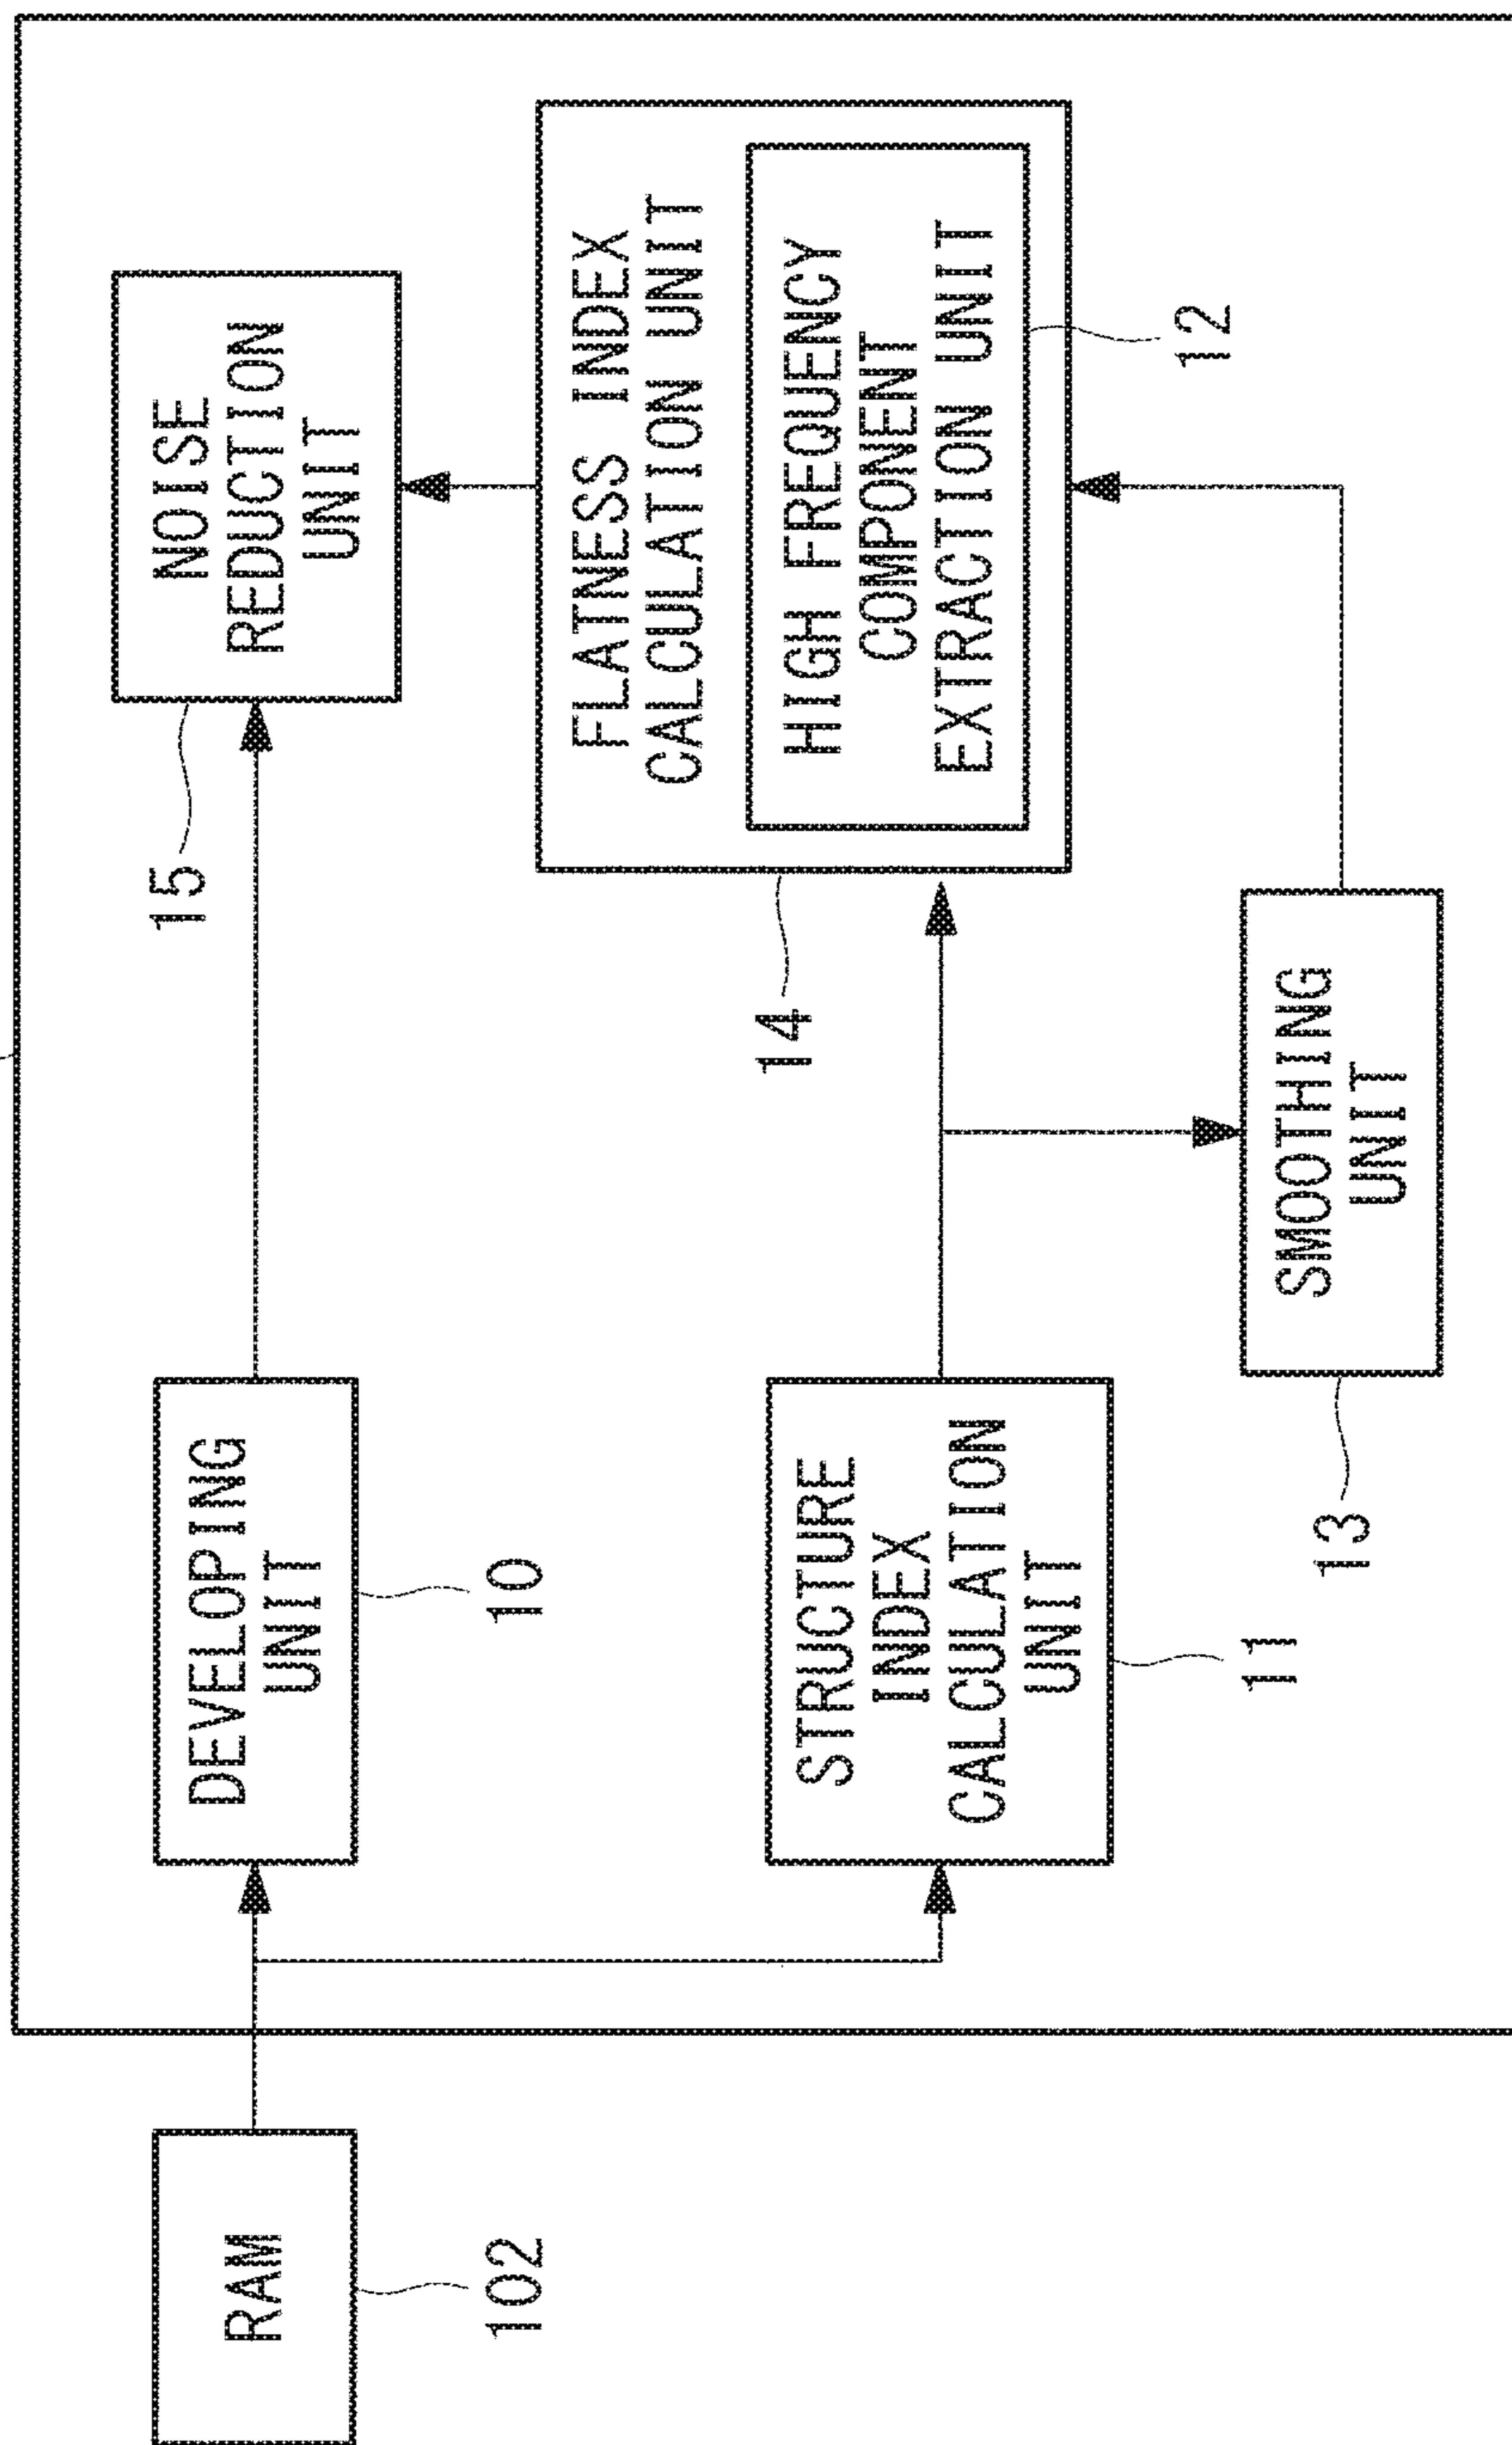 RAM
102
DEVELOPING
UNIT
10
NOISE
REDUCTION
UNIT
15
STRUCTURE
INDEX
CALCULATION
UNIT
11
FLATNESS INDEX
CALCULATION UNIT
14
HIGH FREQUENCY
COMPONENT
EXTRACTION UNIT
12
SMOOTHING
UNIT
13